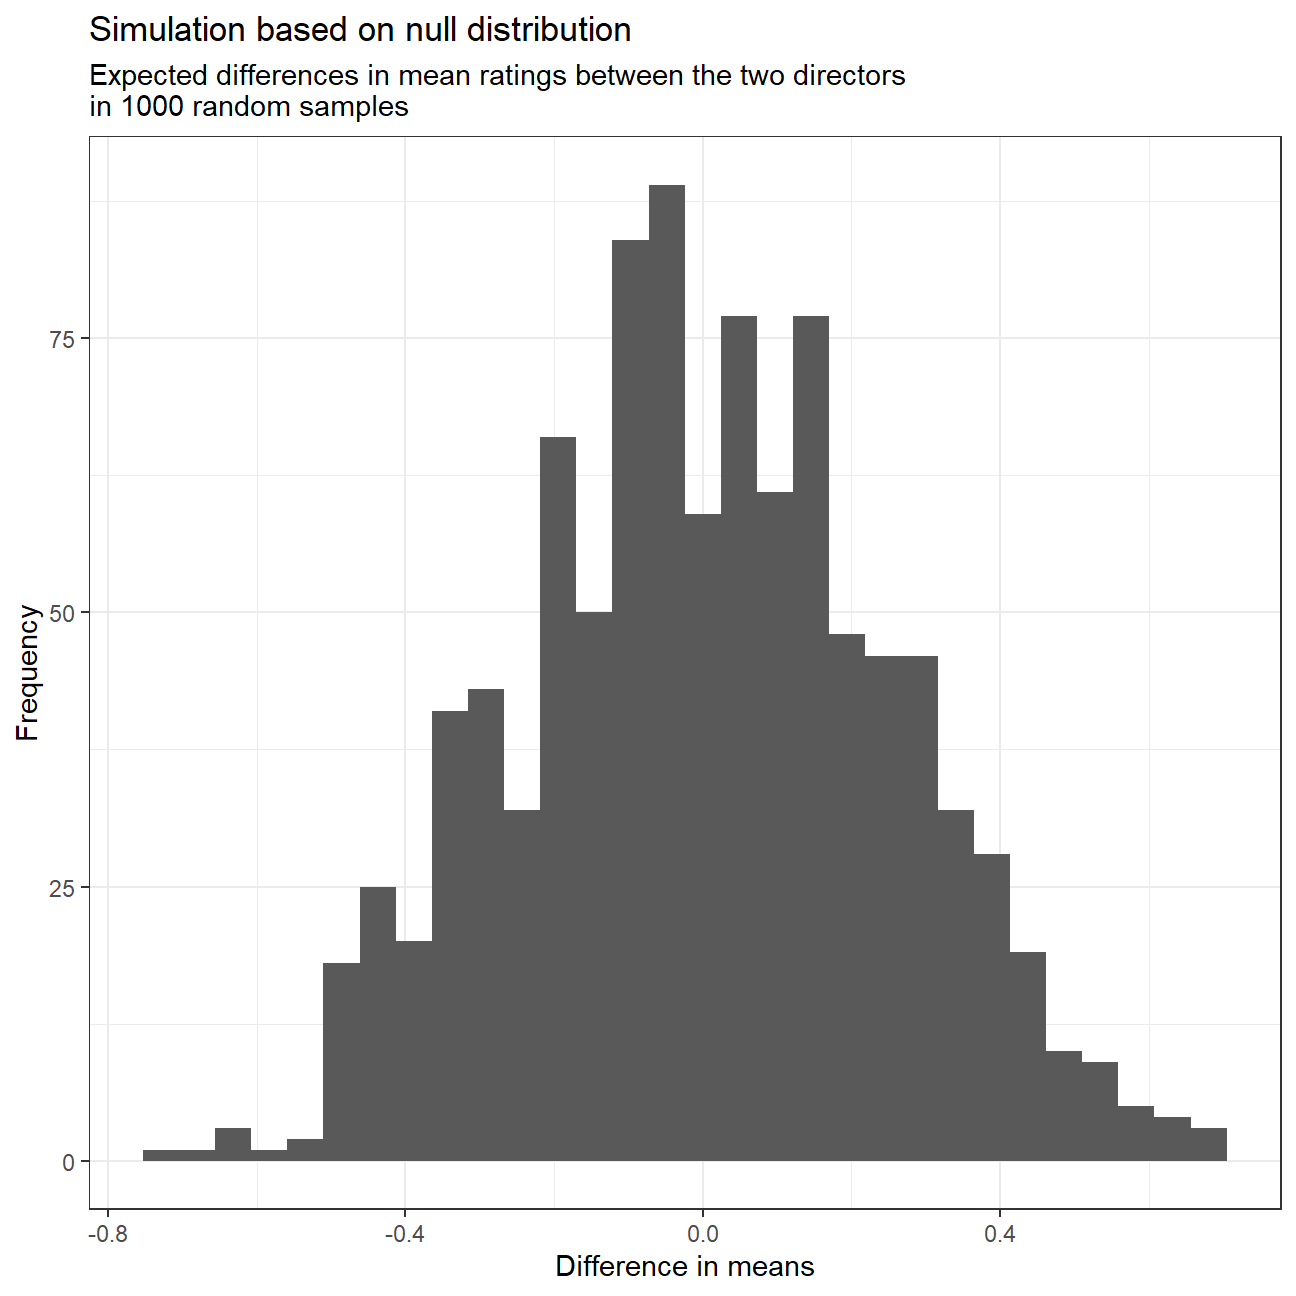 Simulation based on null distribution
Expected differences in mean ratings between the two directors
in 1000 random samples
Frequency
75
50
25
0
-0.8
-0.4
0.0
0.4
Difference in means